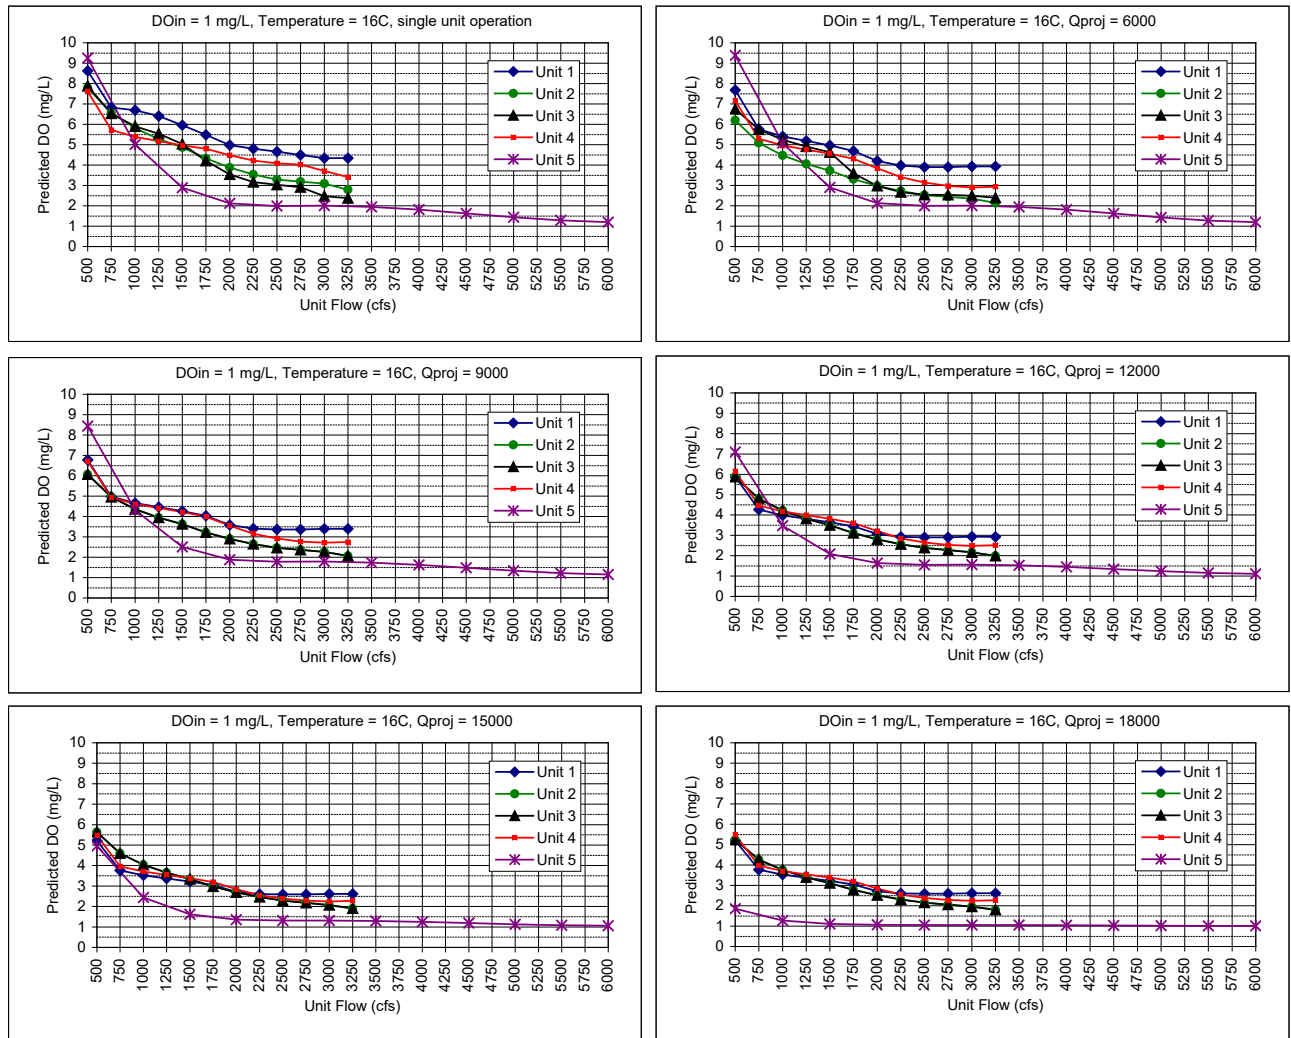 DOin = 1 mg/L, Temperature = 16C, single unit operation
Predicted DO (mg/L)
10
9
8
7
6
5
4
3
2
1
0
Unit 1
Unit 2
Unit 3
Unit 4
Unit 5
500 750 1000 1250 1500 1750 2000 2250 2500 2750 3000 3250 3500 3750 4000 4250 4500 4750 5000 5250 5500 5750 6000
Unit Flow (cfs)
DOin = 1 mg/L, Temperature = 16C, Qproj = 6000
Predicted DO (mg/L)
10
9
8
7
6
5
4
3
2
1
0
Unit 1
Unit 2
Unit 3
Unit 4
Unit 5
500 750 1000 1250 1500 1750 2000 2250 2500 2750 3000 3250 3500 3750 4000 4250 4500 4750 5000 5250 5500 5750 6000
Unit Flow (cfs)
DOin = 1 mg/L, Temperature = 16C, Qproj = 9000
Predicted DO (mg/L)
10
9
8
7
6
5
4
3
2
1
0
Unit 1
Unit 2
Unit 3
Unit 4
Unit 5
500 750 1000 1250 1500 1750 2000 2250 2500 2750 3000 3250 3500 3750 4000 4250 4500 4750 5000 5250 5500 5750 6000
Unit Flow (cfs)
DOin = 1 mg/L, Temperature = 16C, Qproj = 12000
Predicted DO (mg/L)
10
9
8
7
6
5
4
3
2
1
0
Unit 1
Unit 2
Unit 3
Unit 4
Unit 5
500 750 1000 1250 1500 1750 2000 2250 2500 2750 3000 3250 3500 3750 4000 4250 4500 4750 5000 5250 5500 5750 6000
Unit Flow (cfs)
DOin = 1 mg/L, Temperature = 16C, Qproj = 15000
Predicted DO (mg/L)
10
9
8
7
6
5
4
3
2
1
0
Unit 1
Unit 2
Unit 3
Unit 4
Unit 5
500 750 1000 1250 1500 1750 2000 2250 2500 2750 3000 3250 3500 3750 4000 4250 4500 4750 5000 5250 5500 5750 6000
Unit Flow (cfs)
DOin = 1 mg/L, Temperature = 16C, Qproj = 18000
Predicted DO (mg/L)
10
9
8
7
6
5
4
3
2
1
0
Unit 1
Unit 2
Unit 3
Unit 4
Unit 5
500 750 1000 1250 1500 1750 2000 2250 2500 2750 3000 3250 3500 3750 4000 4250 4500 4750 5000 5250 5500 5750 6000
Unit Flow (cfs)